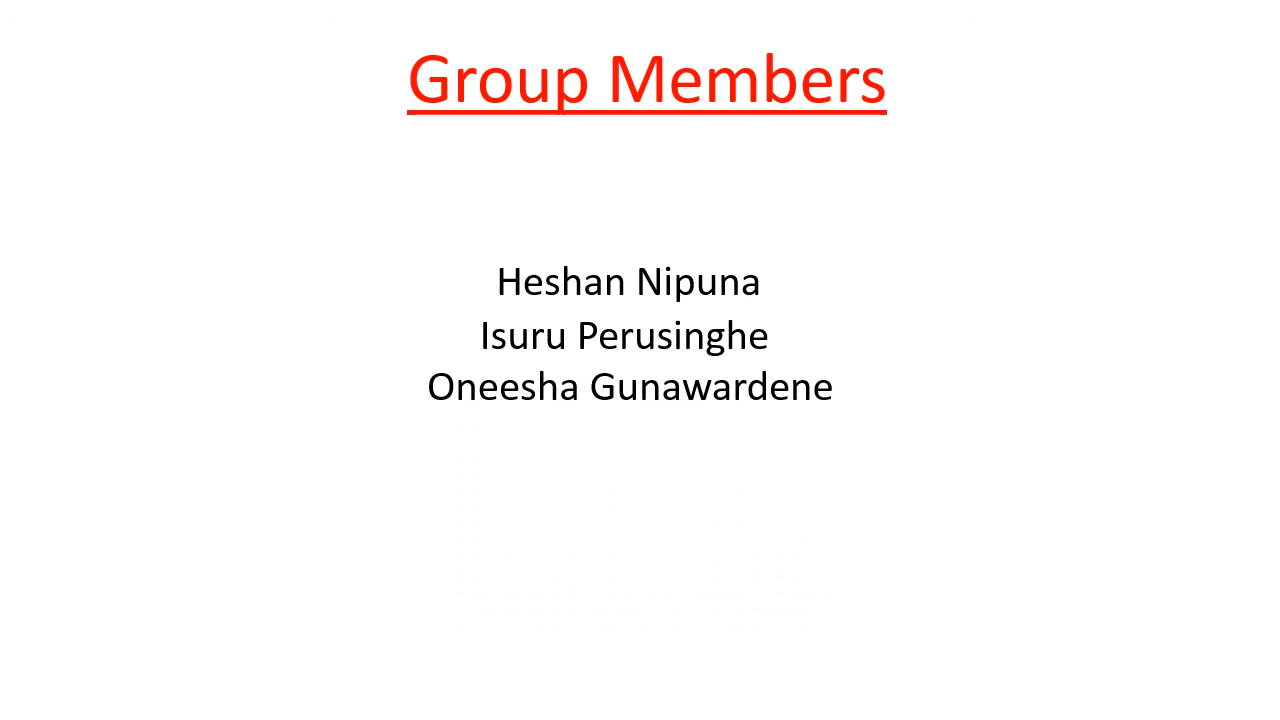 Group Members
Heshan Nipuna
Isuru Perusinghe
Oneesha Gunawardene